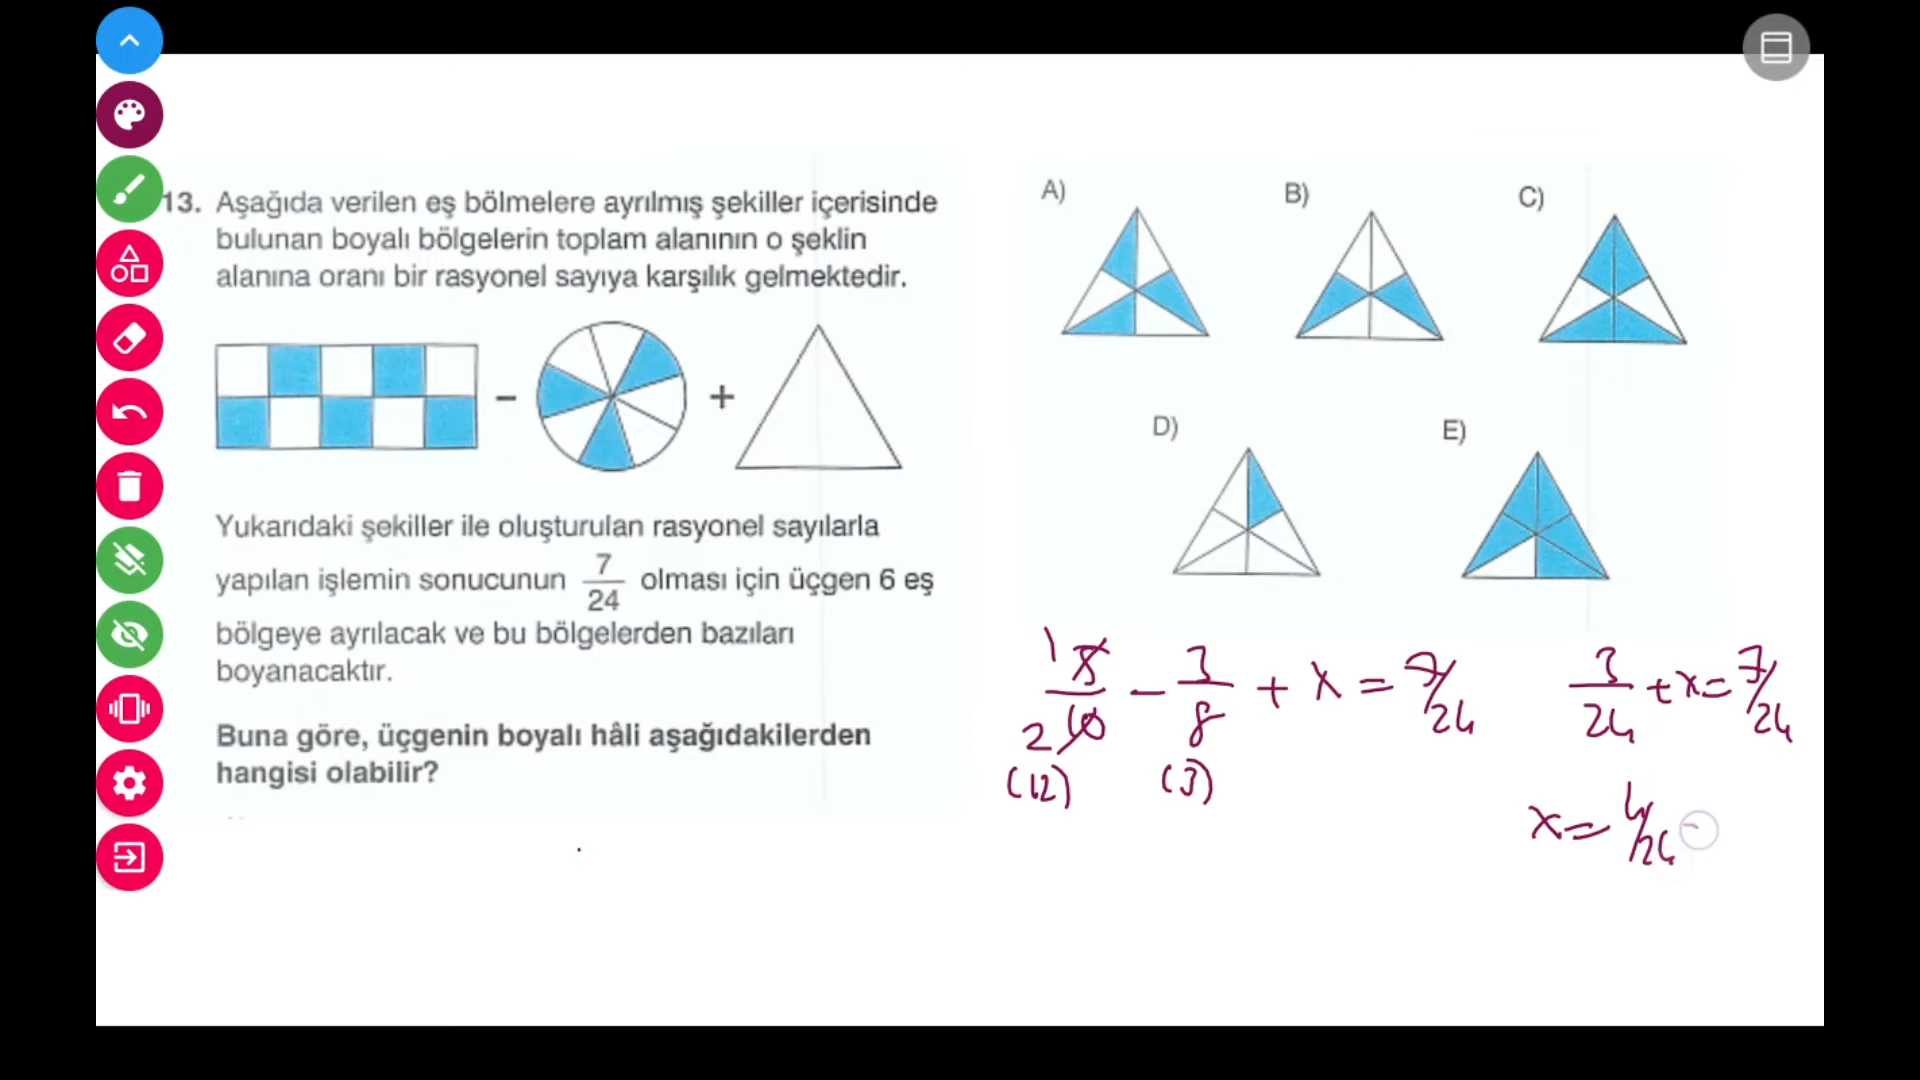 13. Aşağıda verilen eş bölmelere ayrılmış şekiller içerisinde
bulunan boyalı bölgelerin toplam alanının o şeklin
alanına oranı bir rasyonel sayıya karşılık gelmektedir.
− +
Yukarıdaki şekiller ile oluşturulan rasyonel sayılarla
yapılan işlemin sonucunun 7/24 olması için üçgen 6 eş
bölgeye ayrılacak ve bu bölgelerden bazıları
boyanacaktır.
Buna göre, üçgenin boyalı hâli aşağıdakilerden
hangisi olabilir?
A) B) C)
D) E)
1 5/10 2 − 3/8 + x = 7/24
(12) (3)
3/24 + x = 7/24
x = 4/24